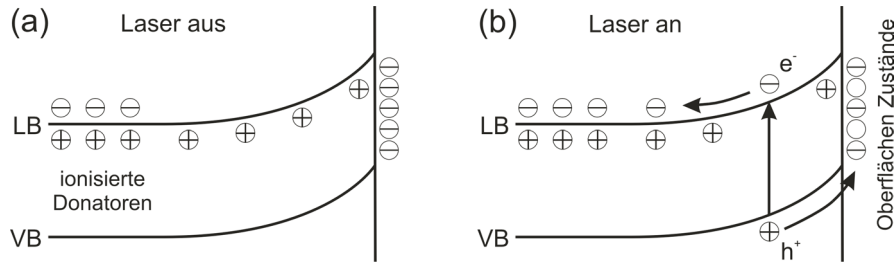 (a)
Laser aus
LB
ionisierte
Donatoren
VB
(b)
Laser an
e-
LB
VB
h+
Oberflächen Zustände